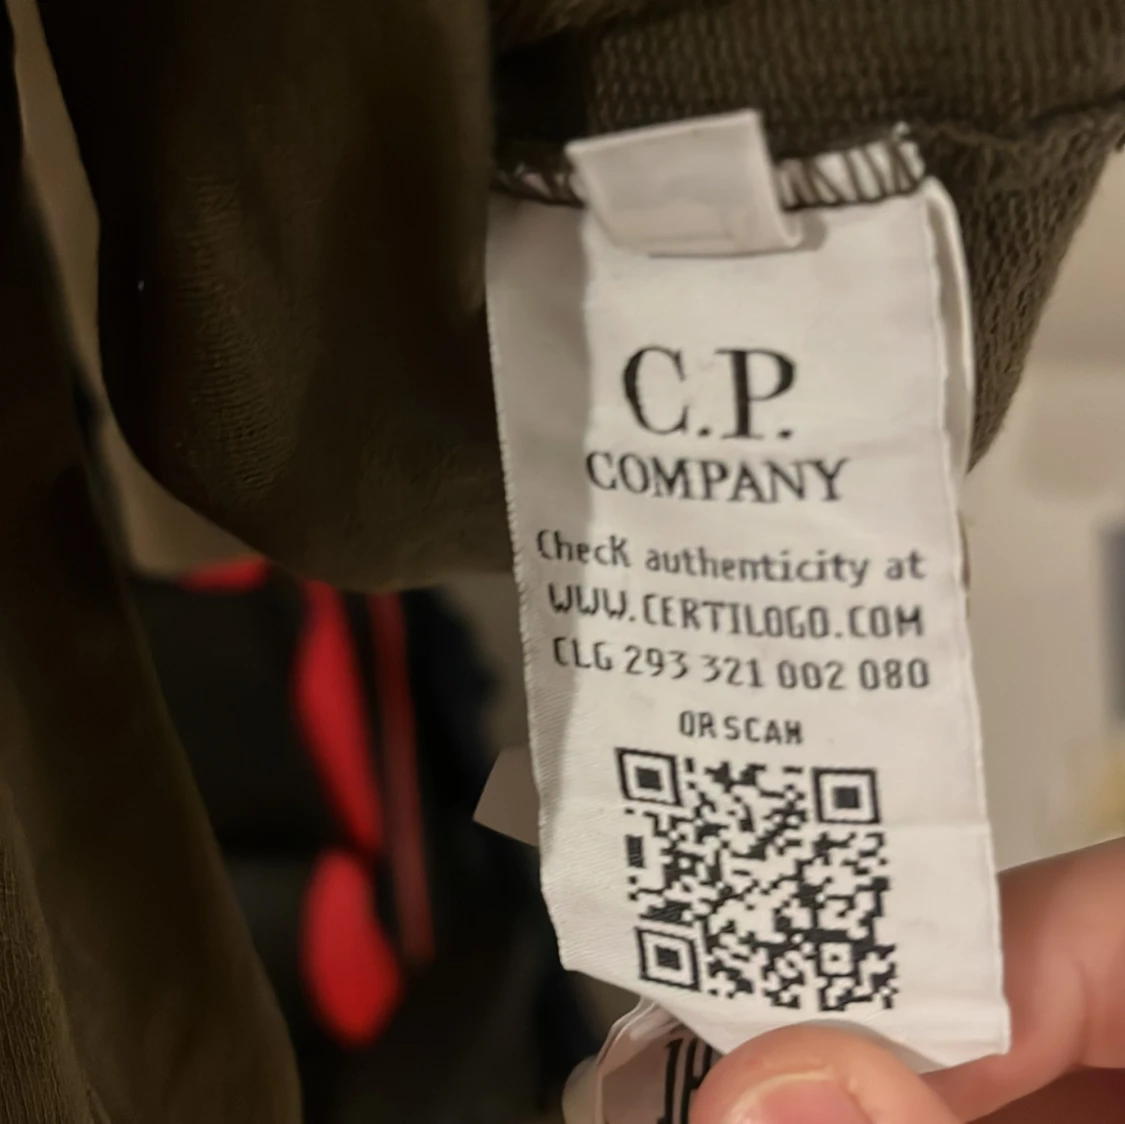 C.P.
COMPANY
Check authenticity at
WWW.CERTILOGO.COM
CLG 293 321 002 080
OR SCAN